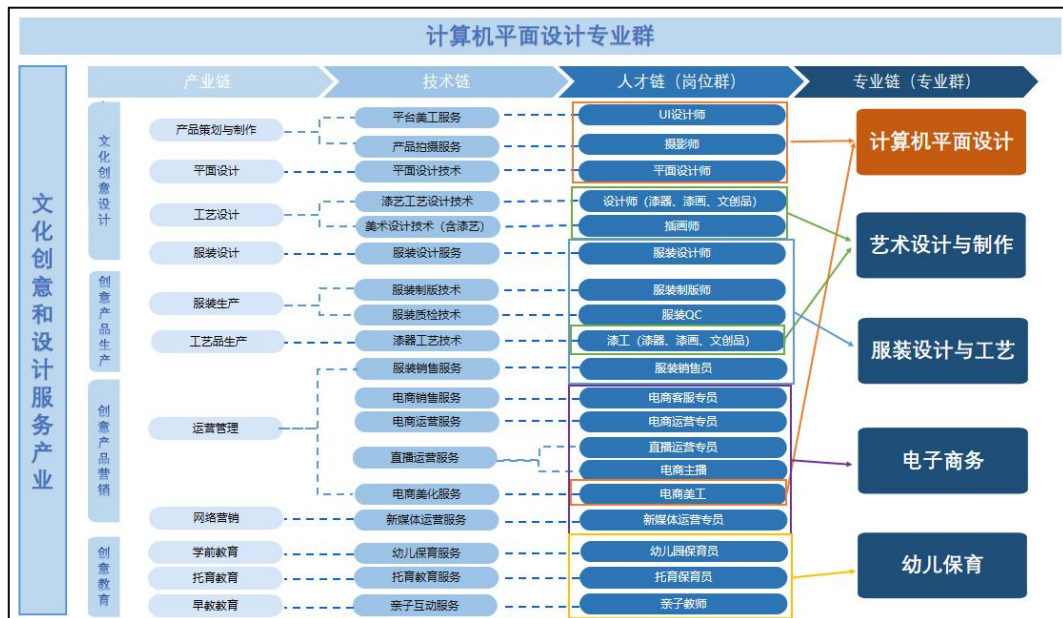 计算机平面设计专业群
文化创意和设计服务产业
产业链
技术链
人才链（岗位群）
专业链（专业群）
文化创意设计
产品策划与制作
平台美工服务
UI设计师
产品拍摄服务
摄影师
平面设计
平面设计技术
平面设计师
工艺设计
漆艺工艺设计技术
设计师（漆器、漆画、文创品）
美术设计技术（含漆艺）
插画师
服装设计
服装设计服务
服装设计师
创意产品生产
服装生产
服装制版技术
服装制版师
服装质检技术
服装QC
工艺品生产
漆器工艺技术
漆工（漆器、漆画、文创品）
创意产品营销
运营管理
服装销售服务
服装销售员
电商销售服务
电商客服专员
电商运营服务
电商运营专员
直播运营服务
直播运营专员
电商主播
电商美化服务
电商美工
网络营销
新媒体运营服务
新媒体运营专员
创意教育
学前教育
幼儿保育服务
幼儿园保育员
托育教育
托育教育服务
托育保育员
早教教育
亲子互动服务
亲子教师
计算机平面设计
艺术设计与制作
服装设计与工艺
电子商务
幼儿保育